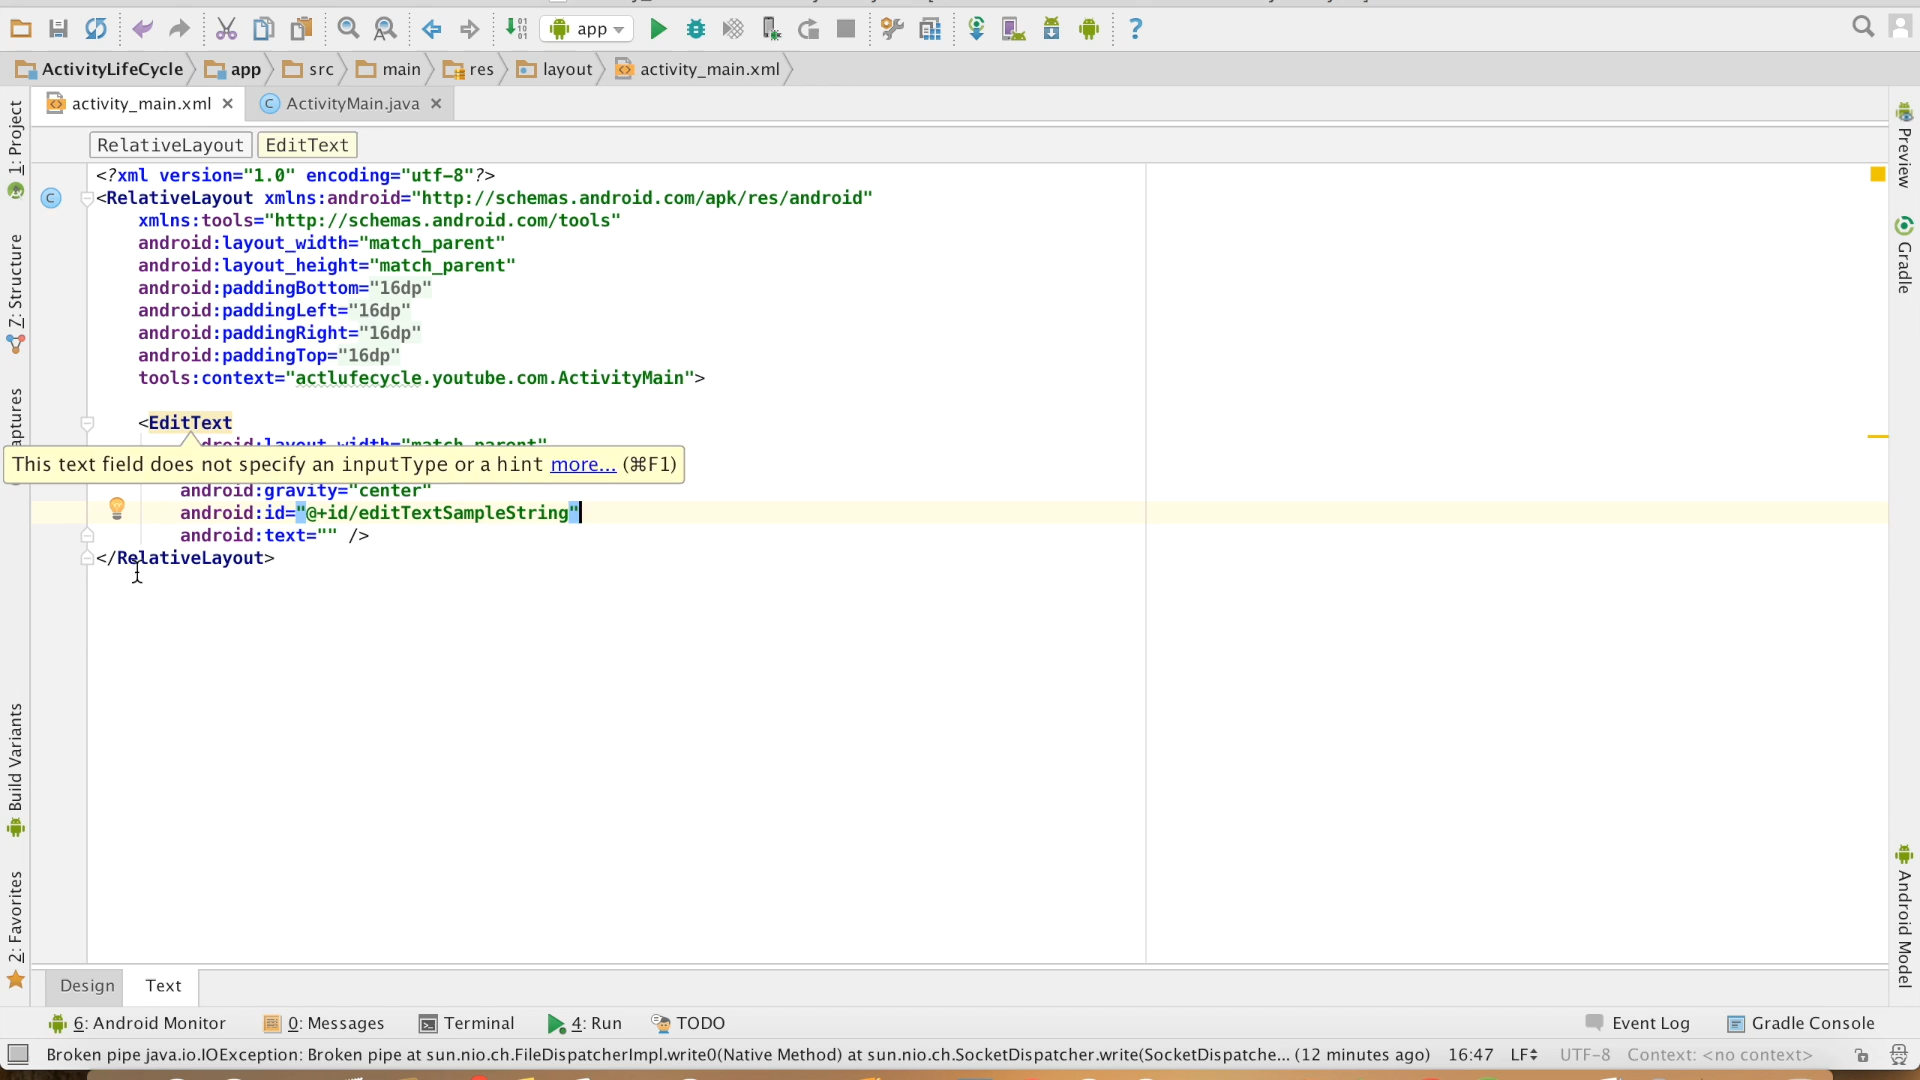 app
ActivityLifeCycle app src main res layout activity_main.xml
activity_main.xml ActivityMain.java
RelativeLayout EditText
<?xml version="1.0" encoding="utf-8"?>
<RelativeLayout xmlns:android="http://schemas.android.com/apk/res/android"
xmlns:tools="http://schemas.android.com/tools"
android:layout_width="match_parent"
android:layout_height="match_parent"
android:paddingBottom="16dp"
android:paddingLeft="16dp"
android:paddingRight="16dp"
android:paddingTop="16dp"
tools:context="actlufecycle.youtube.com.ActivityMain">
<EditText
android:layout_width="match_parent"
This text field does not specify an inputType or a hint more... (⌘F1)
android:gravity="center"
android:id="@+id/editTextSampleString"
android:text="" />
</RelativeLayout>
1: Project
7: Structure
Captures
Build Variants
2: Favorites
Preview
Gradle
Android Model
Design Text
6: Android Monitor 0: Messages Terminal 4: Run TODO Event Log Gradle Console
Broken pipe java.io.IOException: Broken pipe at sun.nio.ch.FileDispatcherImpl.write0(Native Method) at sun.nio.ch.SocketDispatcher.write(SocketDispatche... (12 minutes ago) 16:47 LF UTF-8 Context: <no context>